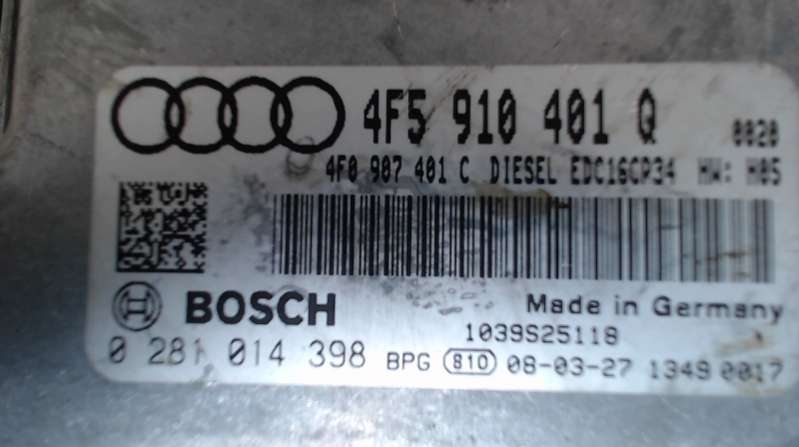 4F5 910 401 Q 0020
4F0 907 401 C DIESEL EDC16CP34 HW: H05
BOSCH Made in Germany
1039S25118
0 281 014 398 BPG 810 08-03-27 1349 0017